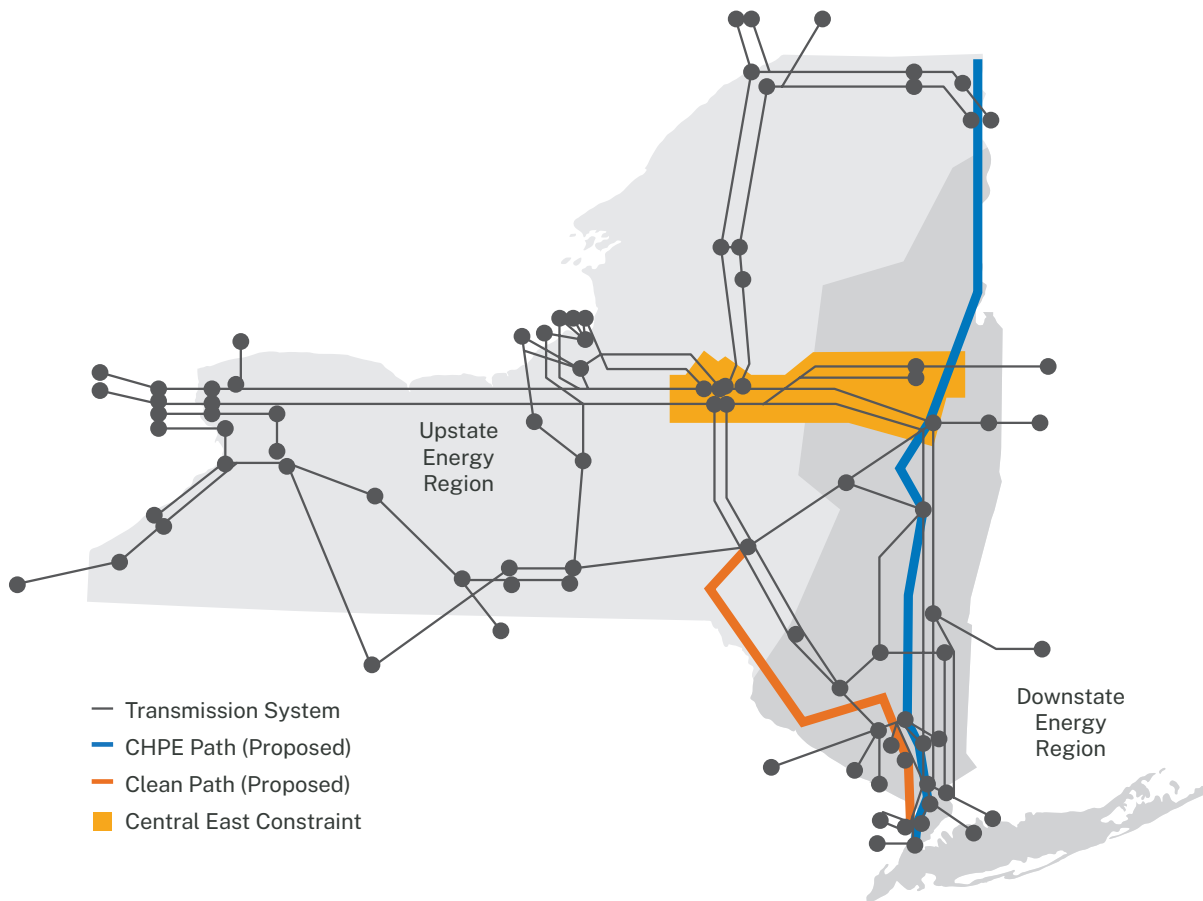 Upstate
Energy
Region
Downstate
Energy
Region
Transmission System
CHPE Path (Proposed)
Clean Path (Proposed)
Central East Constraint